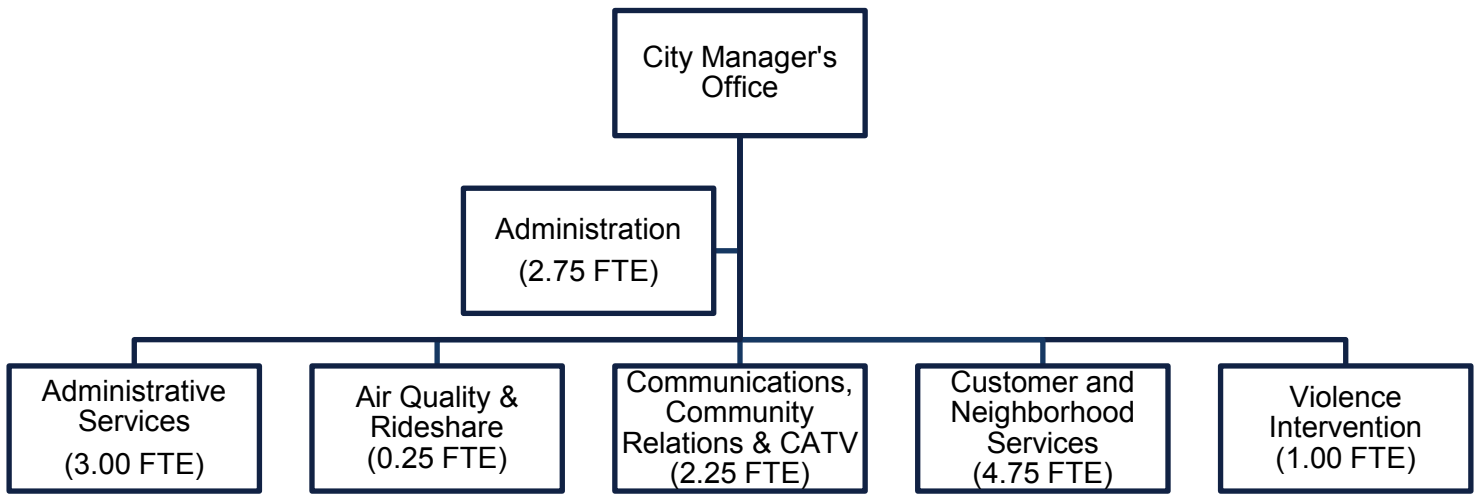 City Manager's
Office
Administration
(2.75 FTE)
Administrative
Services
(3.00 FTE)
Air Quality &
Rideshare
(0.25 FTE)
Communications,
Community
Relations & CATV
(2.25 FTE)
Customer and
Neighborhood
Services
(4.75 FTE)
Violence
Intervention
(1.00 FTE)